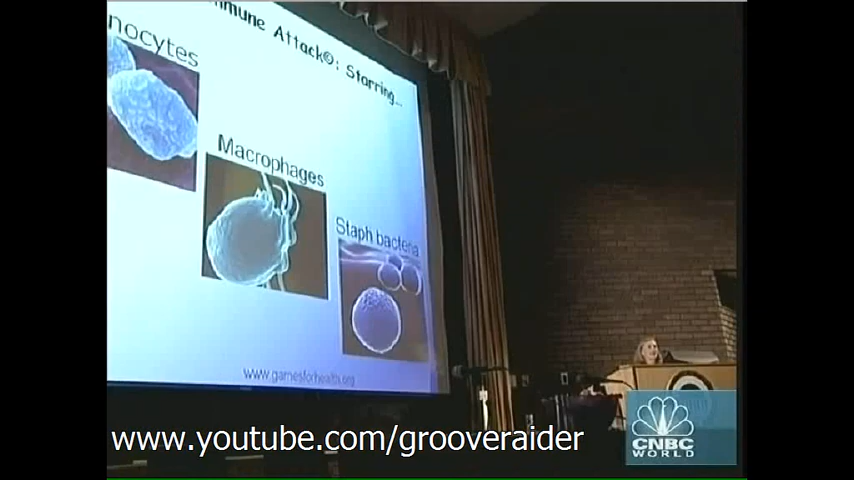 mmune Attack©: Starring...
nocytes
Macrophages
Staph bacteria
www.gamesforhealth.org
www.youtube.com/grooveraider
CNBC
WORLD